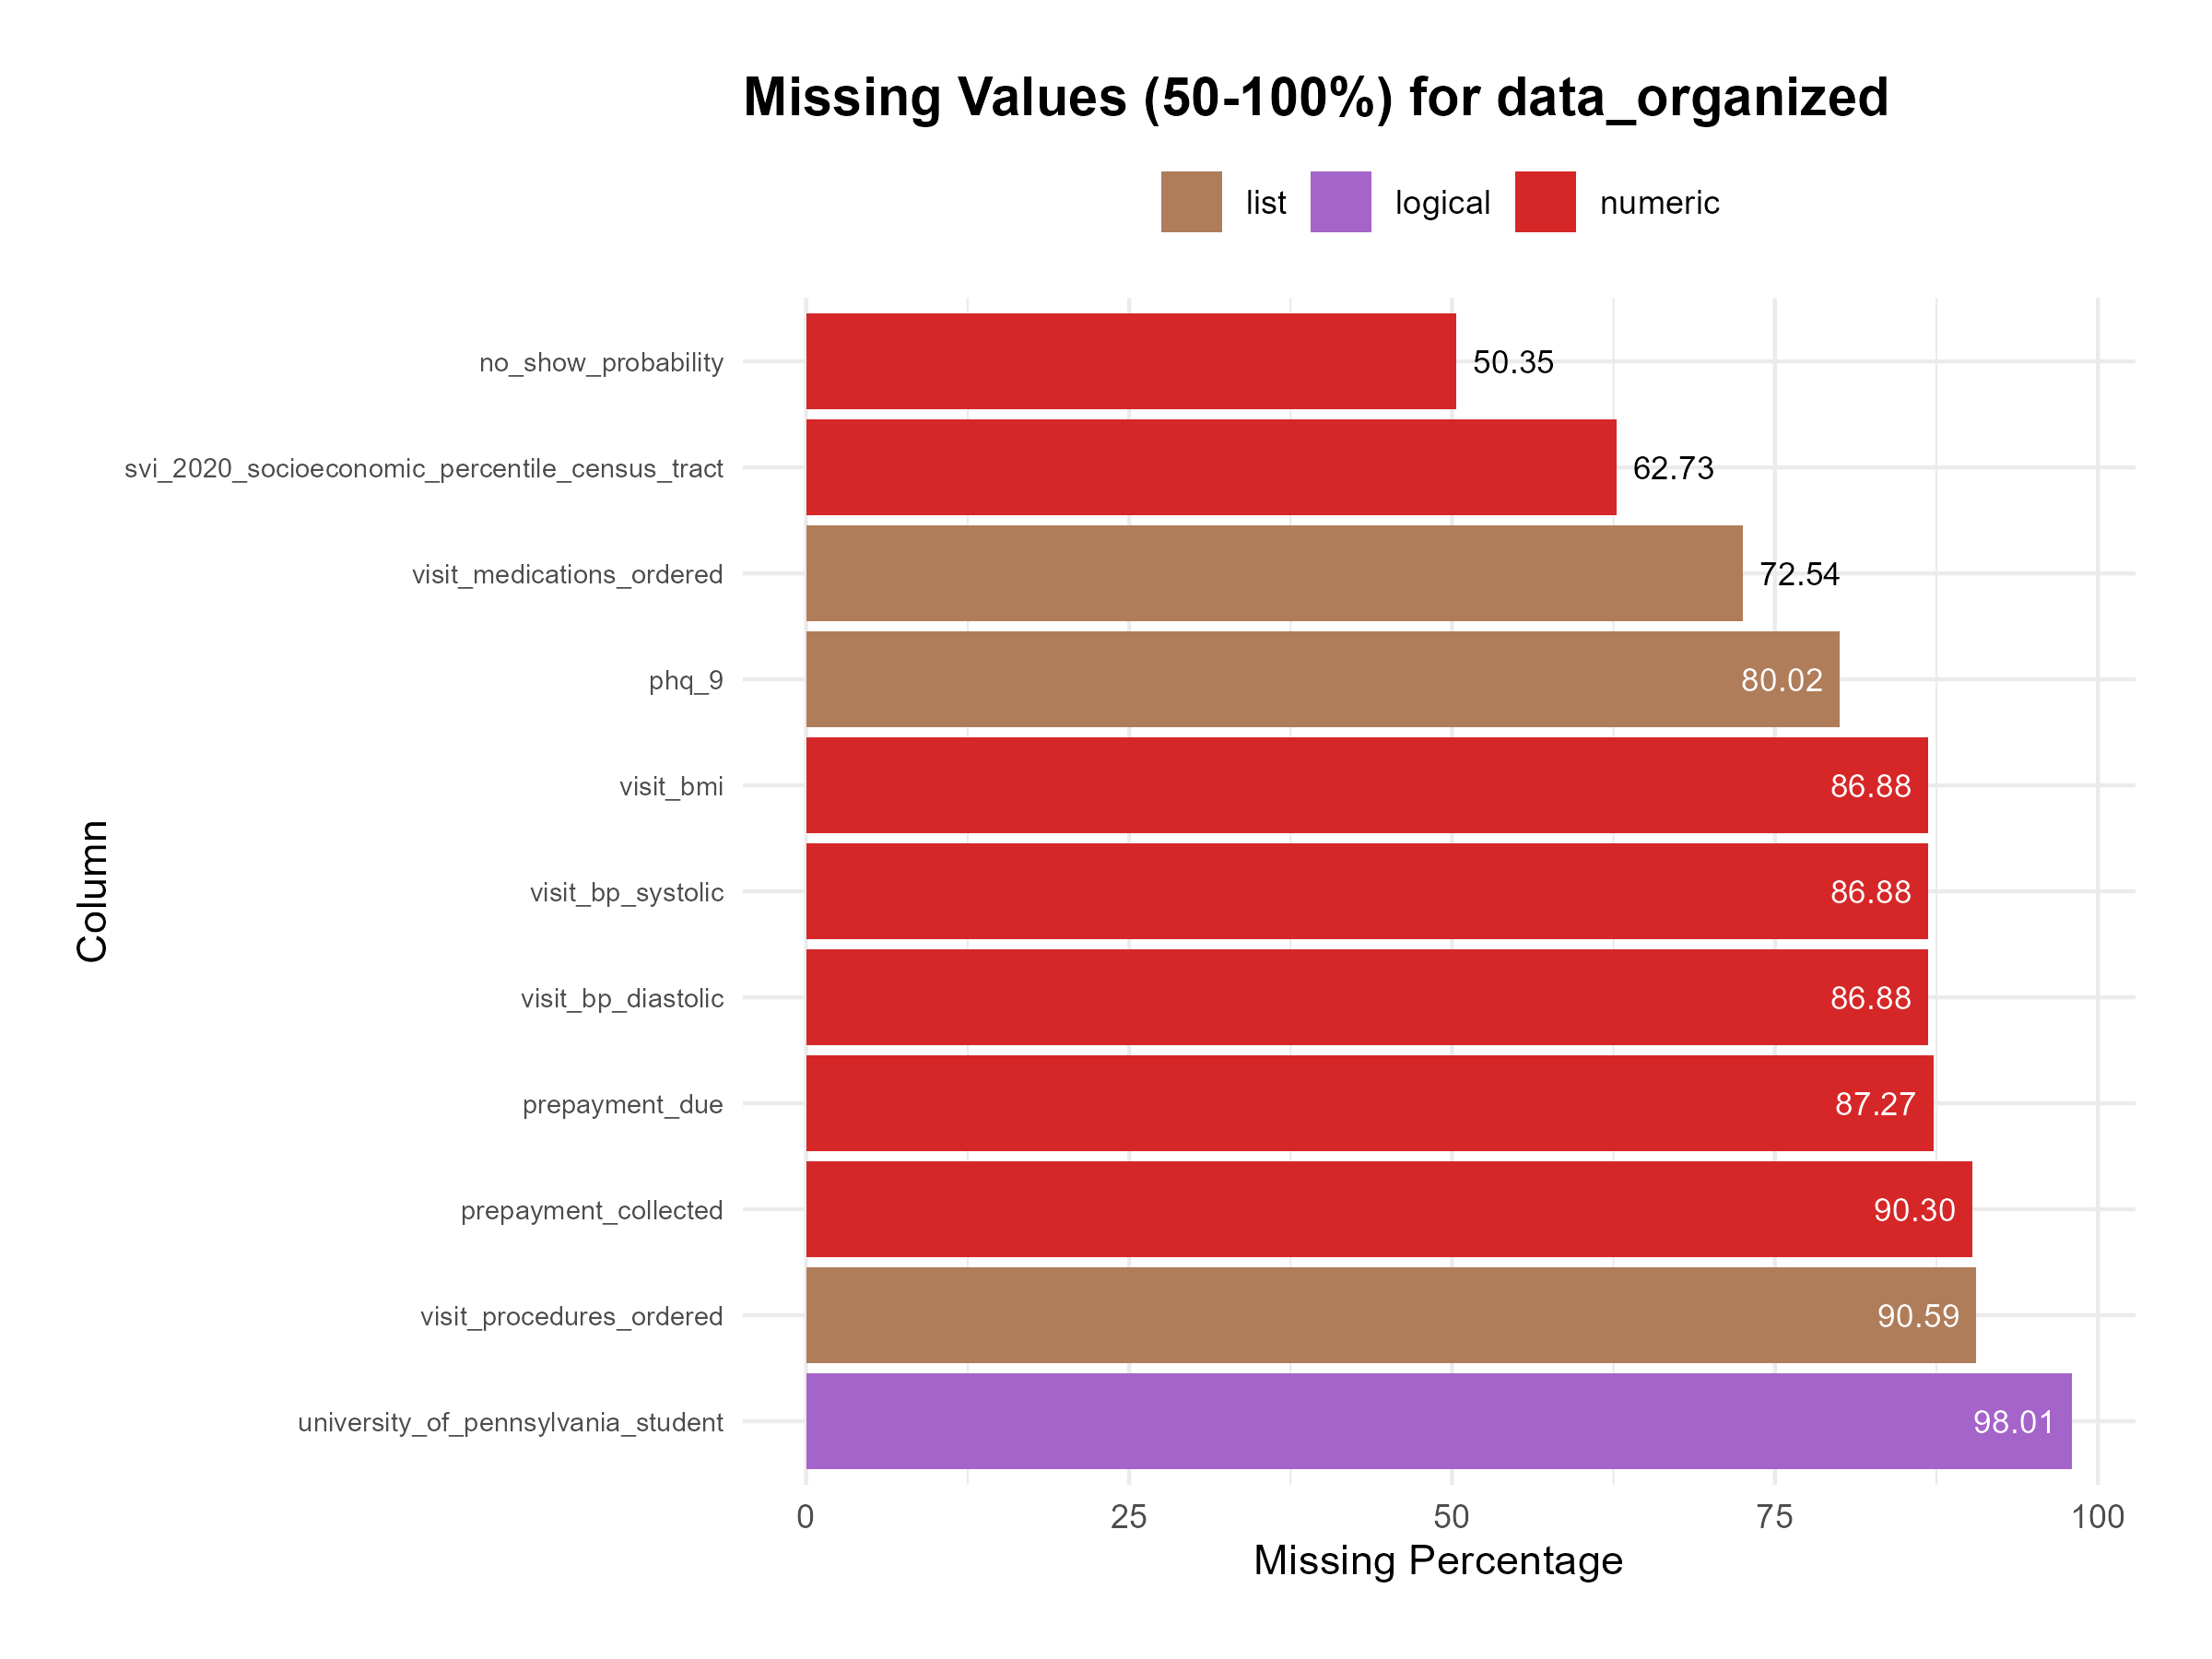 Missing Values (50-100%) for data_organized
list logical numeric
no_show_probability 50.35
svi_2020_socioeconomic_percentile_census_tract 62.73
visit_medications_ordered 72.54
phq_9 80.02
visit_bmi 86.88
visit_bp_systolic 86.88
visit_bp_diastolic 86.88
prepayment_due 87.27
prepayment_collected 90.30
visit_procedures_ordered 90.59
university_of_pennsylvania_student 98.01
Column
0 25 50 75 100
Missing Percentage